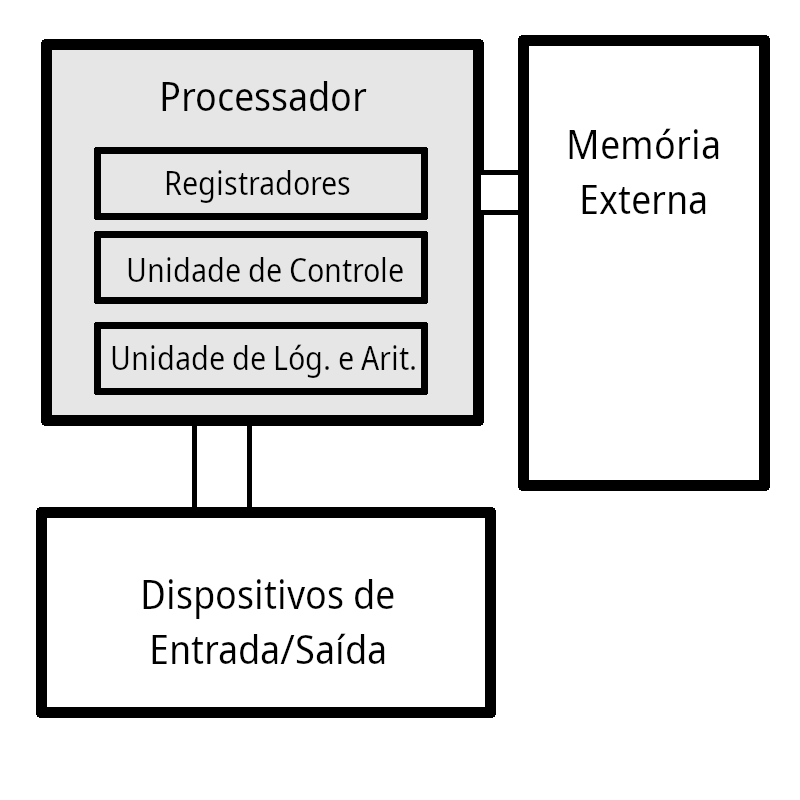 Processador
Registradores
Unidade de Controle
Unidade de Lóg. e Arit.
Memória
Externa
Dispositivos de
Entrada/Saída